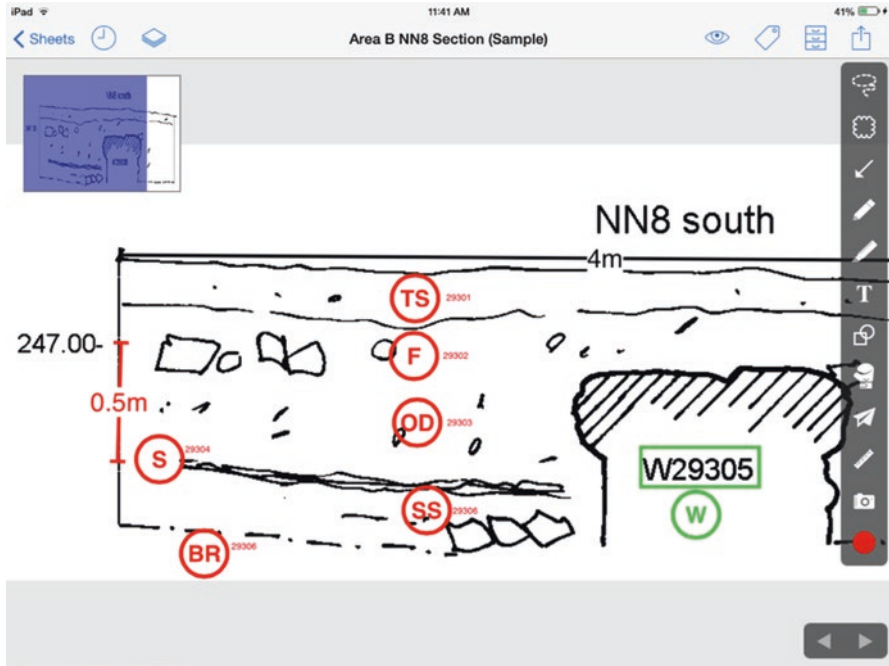 iPad
11:41 AM
41%
Sheets
Area B NN8 Section (Sample)
NN8 south
4m
TS 29301
247.00-
F 29302
0.5m
OD 29303
S 29304
W29305
SS 29306
W
BR 29306
T